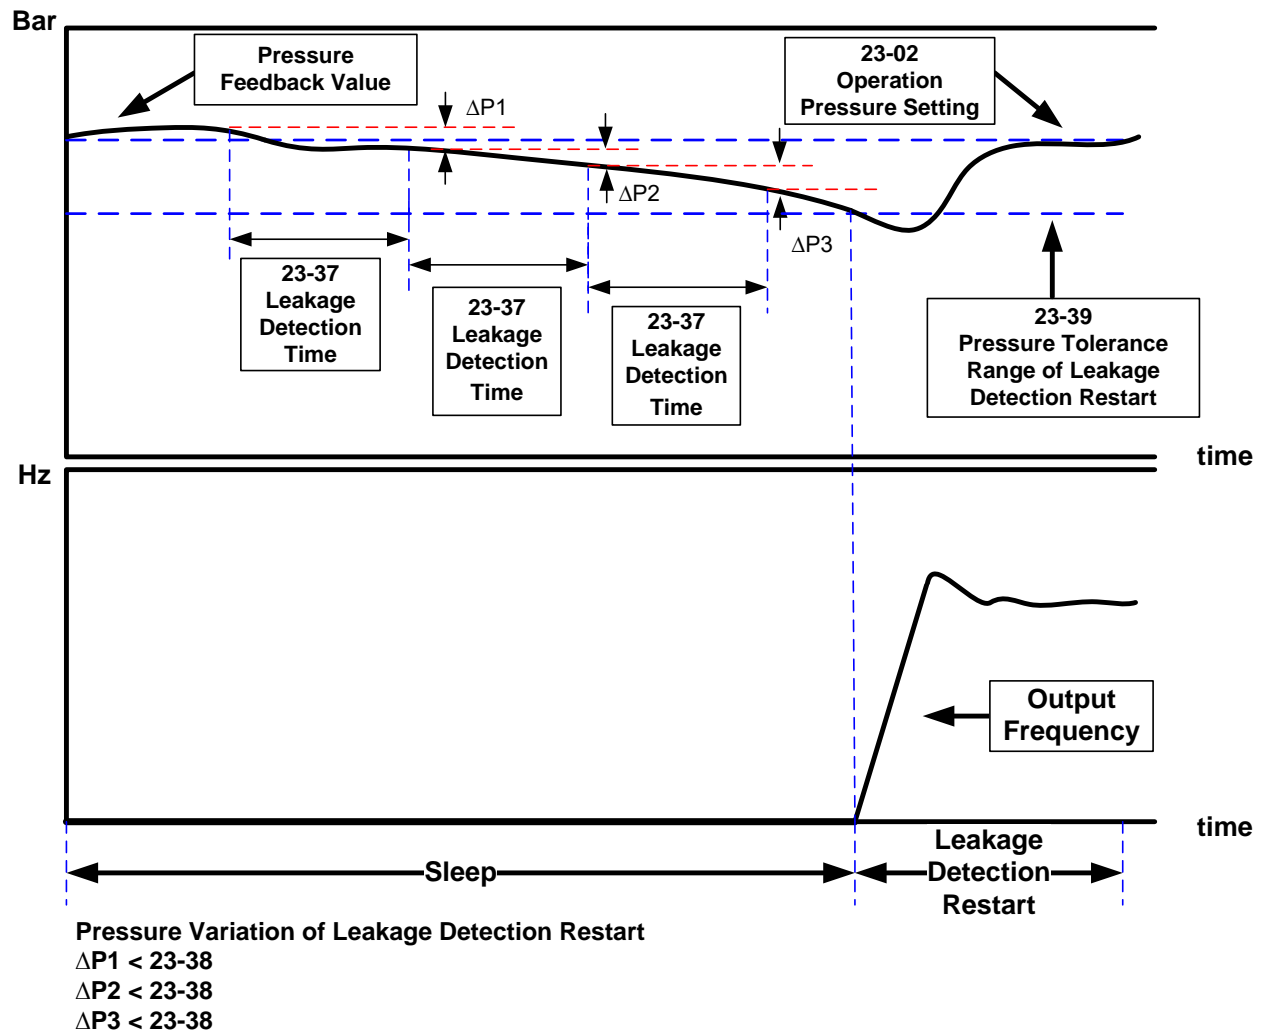 Bar
Pressure
Feedback Value
ΔP1
23-02
Operation
Pressure Setting
ΔP2
ΔP3
23-37
Leakage
Detection
Time
23-37
Leakage
Detection
Time
23-37
Leakage
Detection
Time
23-39
Pressure Tolerance
Range of Leakage
Detection Restart
time
Hz
Output
Frequency
time
Sleep
Leakage
Detection
Restart
Pressure Variation of Leakage Detection Restart
ΔP1 < 23-38
ΔP2 < 23-38
ΔP3 < 23-38